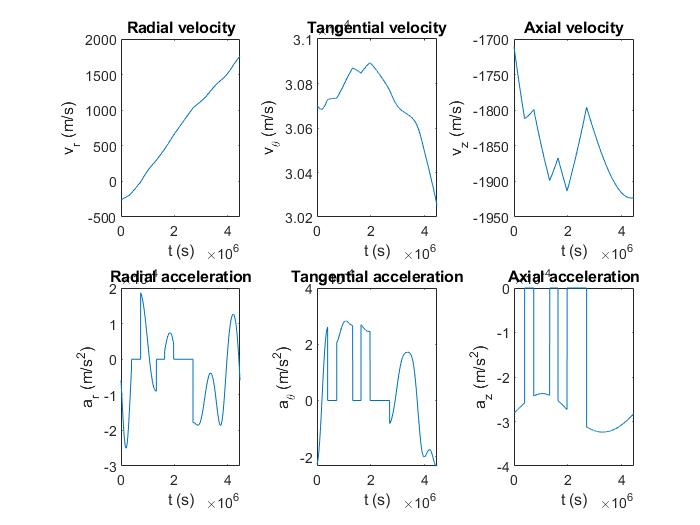 Radial velocity
Tangential velocity
Axial velocity
2000
1500
1000
500
0
-500
v_r (m/s)
0 2 4
t (s) ×10^6
3.1
3.08
3.06
3.04
3.02
v_θ (m/s)
0 2 4
t (s) ×10^6
-1700
-1750
-1800
-1850
-1900
-1950
v_z (m/s)
0 2 4
t (s) ×10^6
Radial acceleration
Tangential acceleration
Axial acceleration
2
1
0
-1
-2
-3
a_r (m/s^2)
0 2 4
t (s) ×10^6
4
2
0
-2
a_θ (m/s^2)
0 2 4
t (s) ×10^6
0
-1
-2
-3
-4
a_z (m/s^2)
0 2 4
t (s) ×10^6